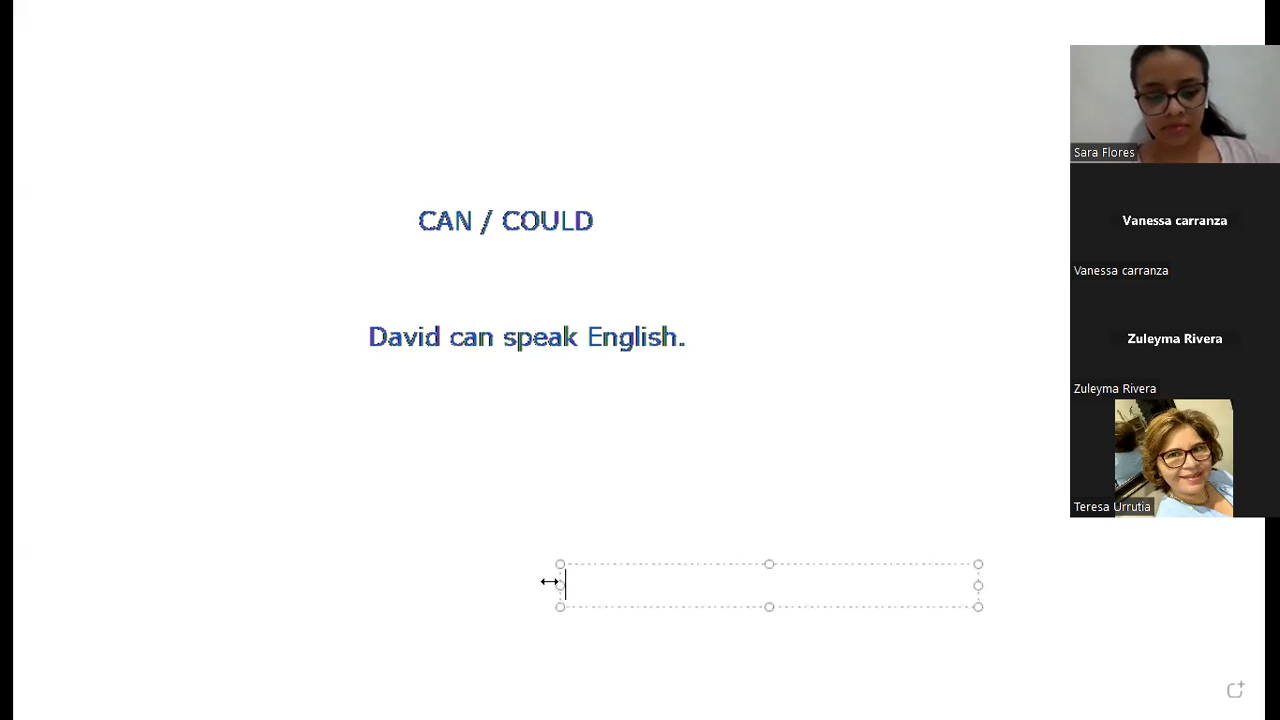 CAN / COULD
David can speak English.
Sara Flores
Vanessa carranza
Vanessa carranza
Zuleyma Rivera
Zuleyma Rivera
Teresa Urrutia